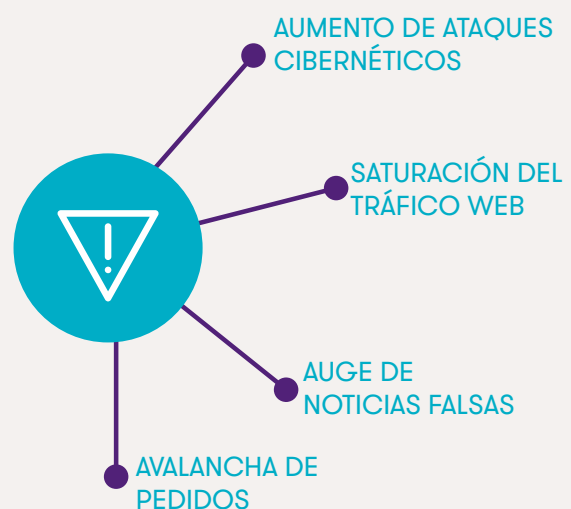 AUMENTO DE ATAQUES
CIBERNÉTICOS
SATURACIÓN DEL
TRÁFICO WEB
AUGE DE
NOTICIAS FALSAS
AVALANCHA DE
PEDIDOS